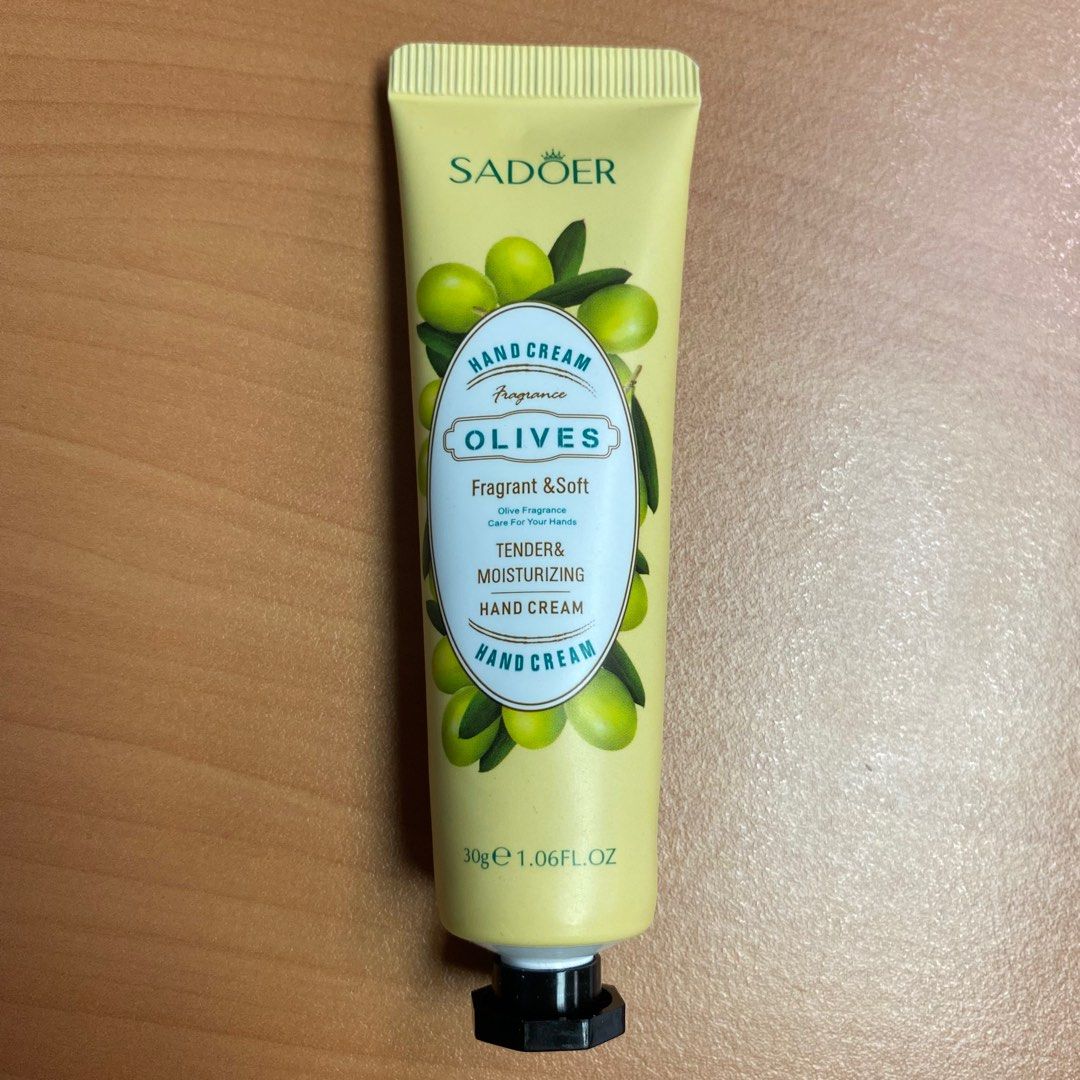 SADOER
HAND CREAM
Fragrance
OLIVES
Fragrant &Soft
Olive Fragrance
Care For Your Hands
TENDER&
MOISTURIZING
HAND CREAM
HAND CREAM
30g℮ 1.06FL.OZ